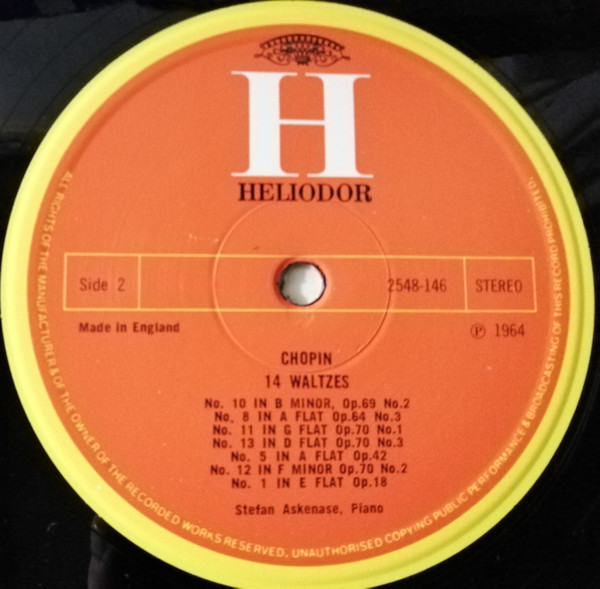 H
HELIODOR
Side 2
2548-146
STEREO
Made in England
℗ 1964
CHOPIN
14 WALTZES
No. 10 IN B MINOR, Op.69 No.2
No. 8 IN A FLAT Op.64 No.3
No. 11 IN G FLAT Op.70 No.1
No. 13 IN D FLAT Op.70 No.3
No. 5 IN A FLAT Op.42
No. 12 IN F MINOR Op.70 No.2
No. 1 IN E FLAT Op.18
Stefan Askenase, Piano
ALL RIGHTS OF THE MANUFACTURER & OF THE OWNER OF THE RECORDED WORKS RESERVED, UNAUTHORISED COPYING PUBLIC PERFORMANCE & BROADCASTING OF THIS RECORD PROHIBITED.